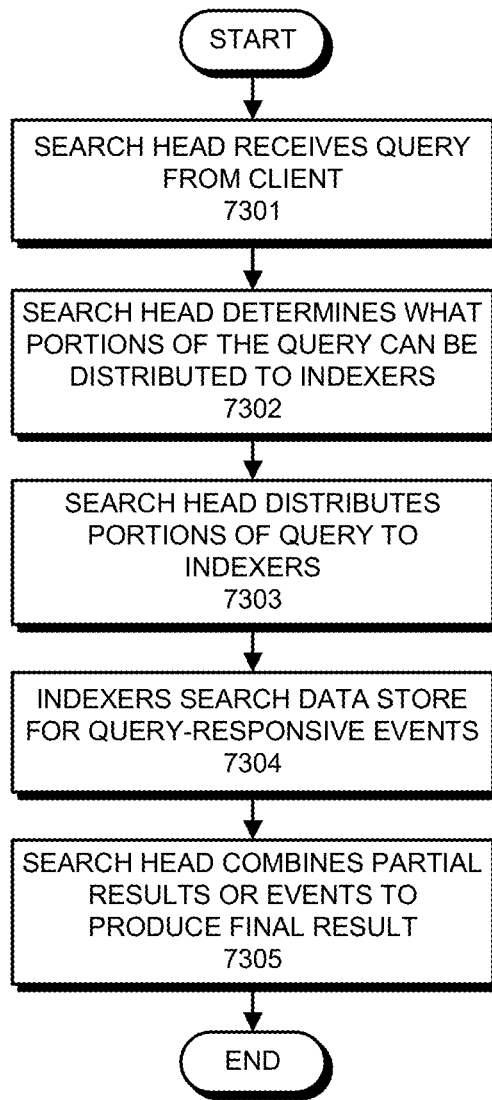 START
SEARCH HEAD RECEIVES QUERY
FROM CLIENT
7301
SEARCH HEAD DETERMINES WHAT
PORTIONS OF THE QUERY CAN BE
DISTRIBUTED TO INDEXERS
7302
SEARCH HEAD DISTRIBUTES
PORTIONS OF QUERY TO
INDEXERS
7303
INDEXERS SEARCH DATA STORE
FOR QUERY-RESPONSIVE EVENTS
7304
SEARCH HEAD COMBINES PARTIAL
RESULTS OR EVENTS TO
PRODUCE FINAL RESULT
7305
END